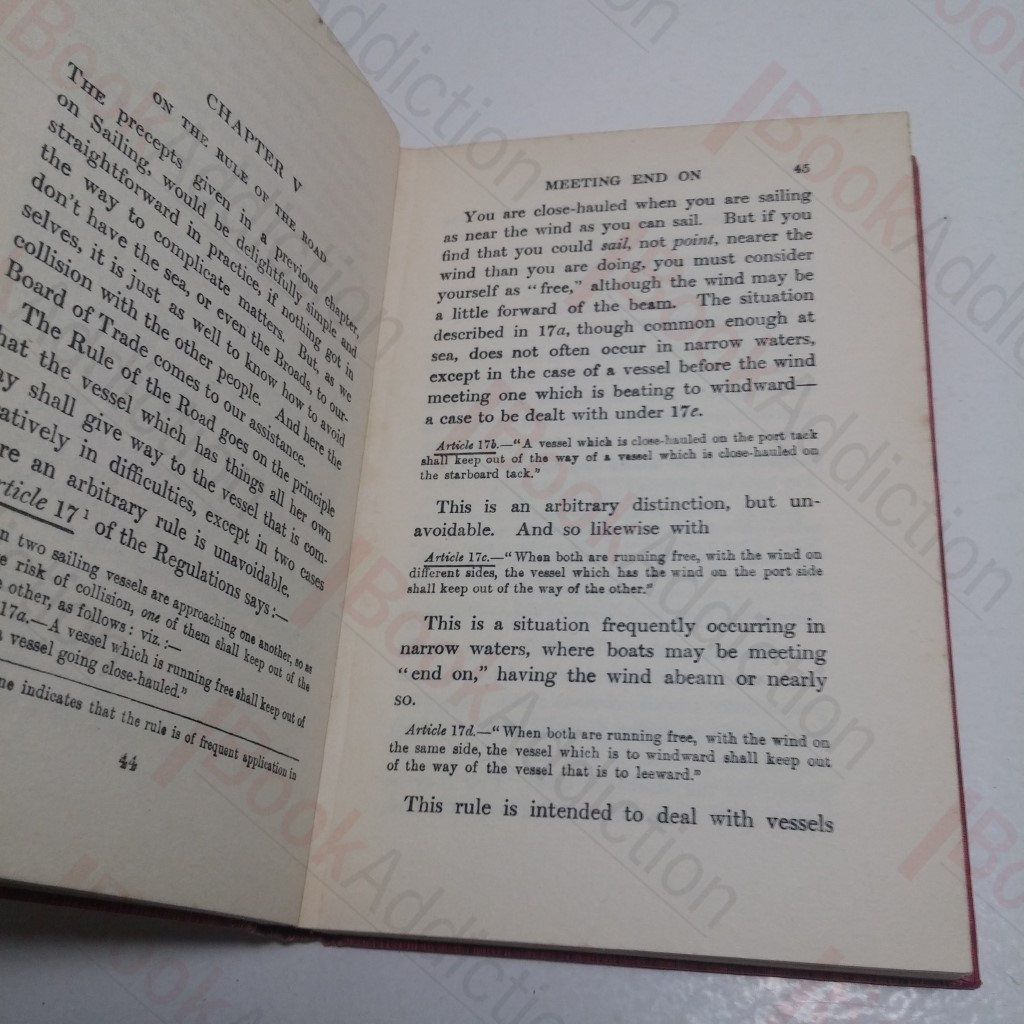 CHAPTER V
ON THE RULE OF THE ROAD
THE precepts given in a previous chapter,
on Sailing, would be delightfully simple and
straightforward in practice, if nothing got in
the way to complicate matters. But, as we
don't have the sea, or even the Broads, to our-
selves, it is just as well to know how to avoid
collision with the other people. And here the
Board of Trade comes to our assistance.
The Rule of the Road goes on the principle
hat the vessel which has things all her own
ay shall give way to the vessel that is com-
atively in difficulties, except in two cases
re an arbitrary rule is unavoidable.
rticle 17¹ of the Regulations says:—
n two sailing vessels are approaching one another, so as
e risk of collision, one of them shall keep out of the
e other, as follows: viz.:—
17a.—A vessel which is running free shall keep out of
a vessel going close-hauled."
ne indicates that the rule is of frequent application in
44
MEETING END ON 45
You are close-hauled when you are sailing
as near the wind as you can sail. But if you
find that you could sail, not point, nearer the
wind than you are doing, you must consider
yourself as "free," although the wind may be
a little forward of the beam. The situation
described in 17a, though common enough at
sea, does not often occur in narrow waters,
except in the case of a vessel before the wind
meeting one which is beating to windward—
a case to be dealt with under 17e.
Article 17b.—"A vessel which is close-hauled on the port tack
shall keep out of the way of a vessel which is close-hauled on
the starboard tack."
This is an arbitrary distinction, but un-
avoidable. And so likewise with
Article 17c.—"When both are running free, with the wind on
different sides, the vessel which has the wind on the port side
shall keep out of the way of the other."
This is a situation frequently occurring in
narrow waters, where boats may be meeting
"end on," having the wind abeam or nearly
so.
Article 17d.—"When both are running free, with the wind on
the same side, the vessel which is to windward shall keep out
of the way of the vessel that is to leeward."
This rule is intended to deal with vessels
BookAddiction